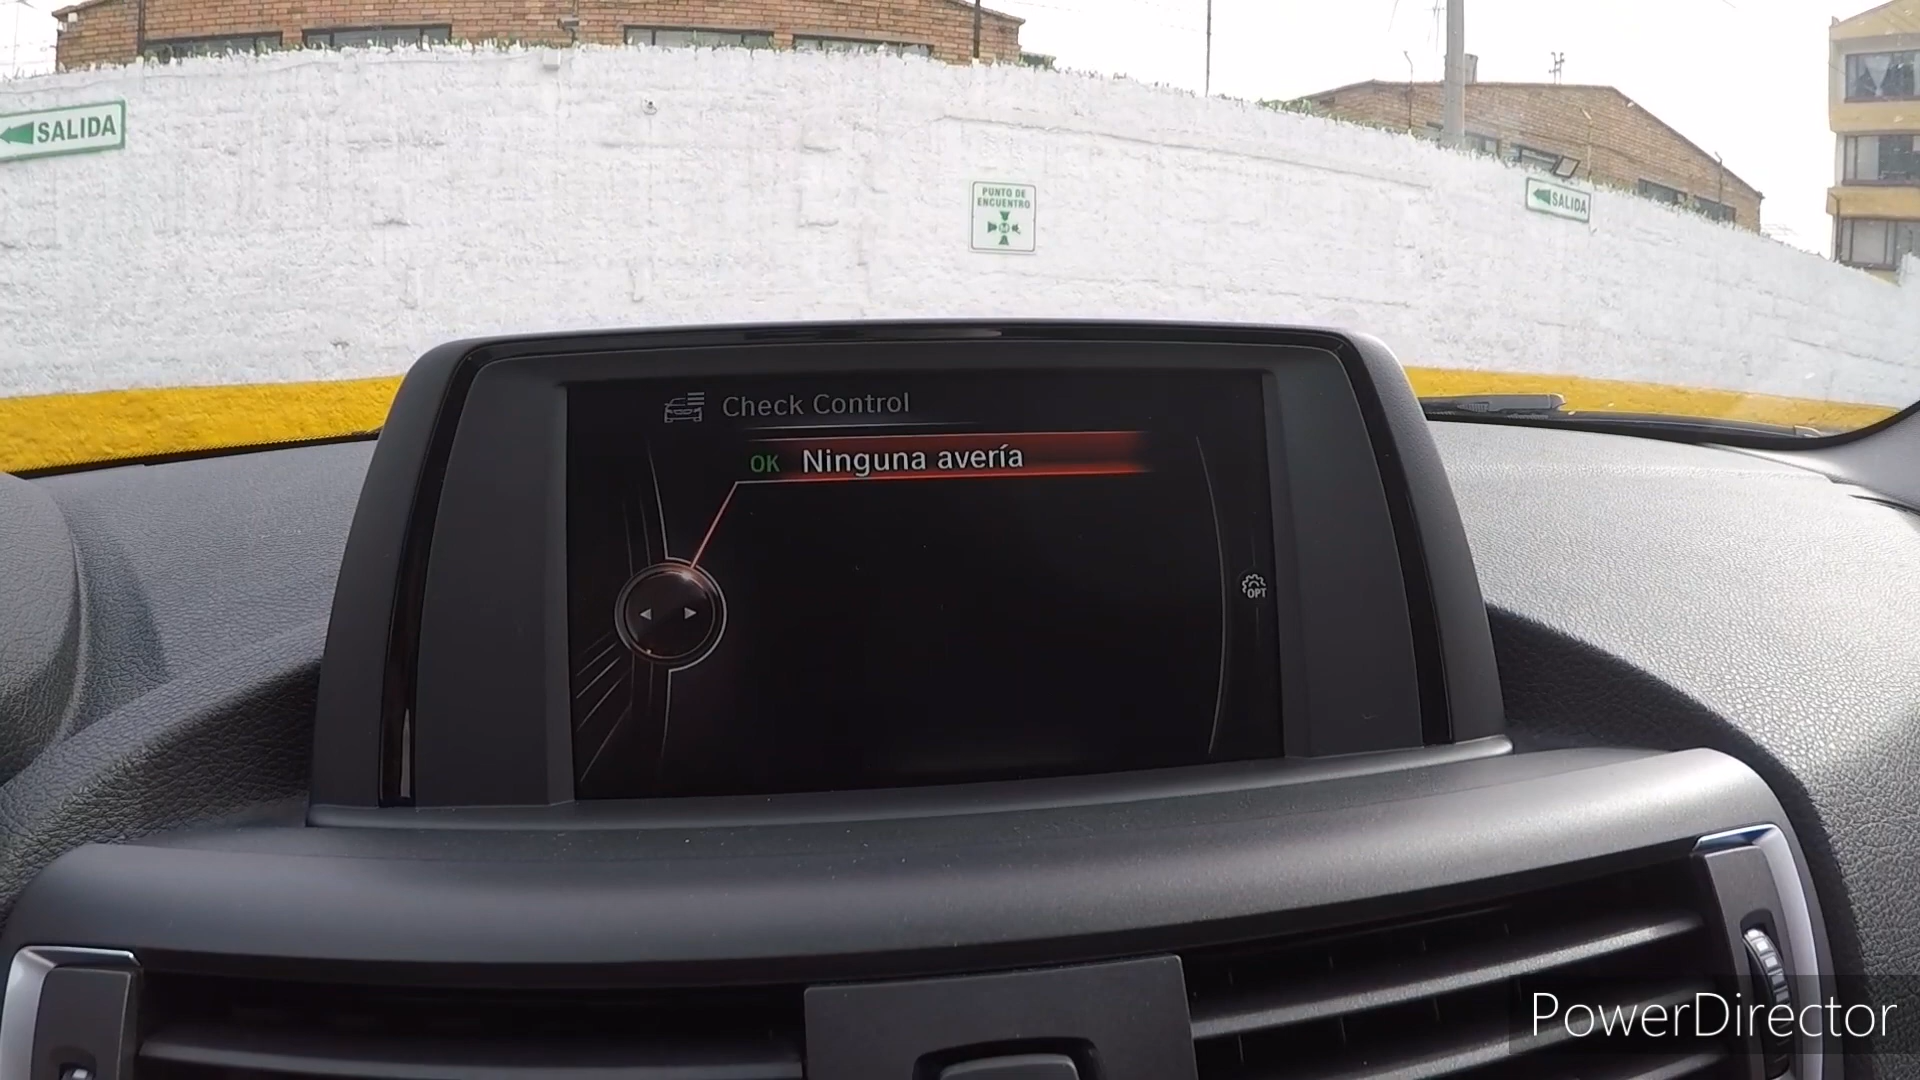 SALIDA
PUNTO DE
ENCUENTRO
SALIDA
Check Control
OK Ninguna avería
OPT
PowerDirector